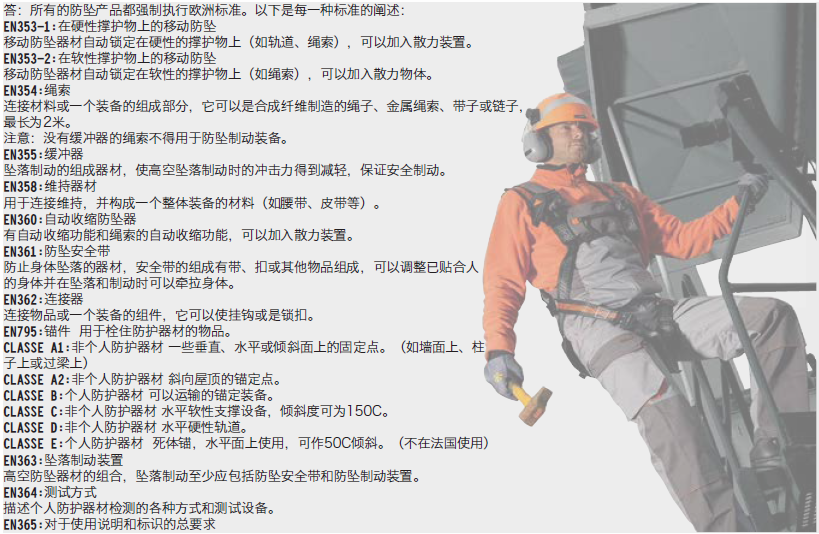 答：所有的防坠产品都强制执行欧洲标准。以下是每一种标准的阐述：
EN353-1:在硬性撑护物上的移动防坠
移动防坠器材自动锁定在硬性的撑护物上（如轨道、绳索），可以加入散力装置。
EN353-2:在软性撑护物上的移动防坠
移动防坠器材自动锁定在软性的撑护物上（如绳索），可以加入散力物体。
EN354:绳索
连接材料或一个装备的组成部分，它可以是合成纤维制造的绳子、金属绳索、带子或链子，
最长为2米。
注意：没有缓冲器的绳索不得用于防坠制动装备。
EN355:缓冲器
坠落制动的组成器材，使高空坠落制动时的冲击力得到减轻，保证安全制动。
EN358:维持器材
用于连接维持，并构成一个整体装备的材料（如腰带、皮带等）。
EN360:自动收缩防坠器
有自动收缩功能和绳索的自动收缩功能，可以加入散力装置。
EN361:防坠安全带
防止身体坠落的器材，安全带的组成有带、扣或其他物品组成，可以调整已贴合人
的身体并在坠落和制动时可以牵拉身体。
EN362:连接器
连接物品或一个装备的组件，它可以使挂钩或是锁扣。
EN795:锚件 用于栓住防护器材的物品。
CLASSE A1:非个人防护器材 一些垂直、水平或倾斜面上的固定点。（如墙面上、柱
子上或过梁上）
CLASSE A2:非个人防护器材 斜向屋顶的锚定点。
CLASSE B:个人防护器材 可以运输的锚定装备。
CLASSE C:非个人防护器材 水平软性支撑设备，倾斜度可为150C。
CLASSE D:非个人防护器材 水平硬性轨道。
CLASSE E:个人防护器材 死体锚，水平面上使用，可作50C倾斜。（不在法国使用）
EN363:坠落制动装置
高空防坠器材的组合，坠落制动至少应包括防坠安全带和防坠制动装置。
EN364:测试方式
描述个人防护器材检测的各种方式和测试设备。
EN365:对于使用说明和标识的总要求